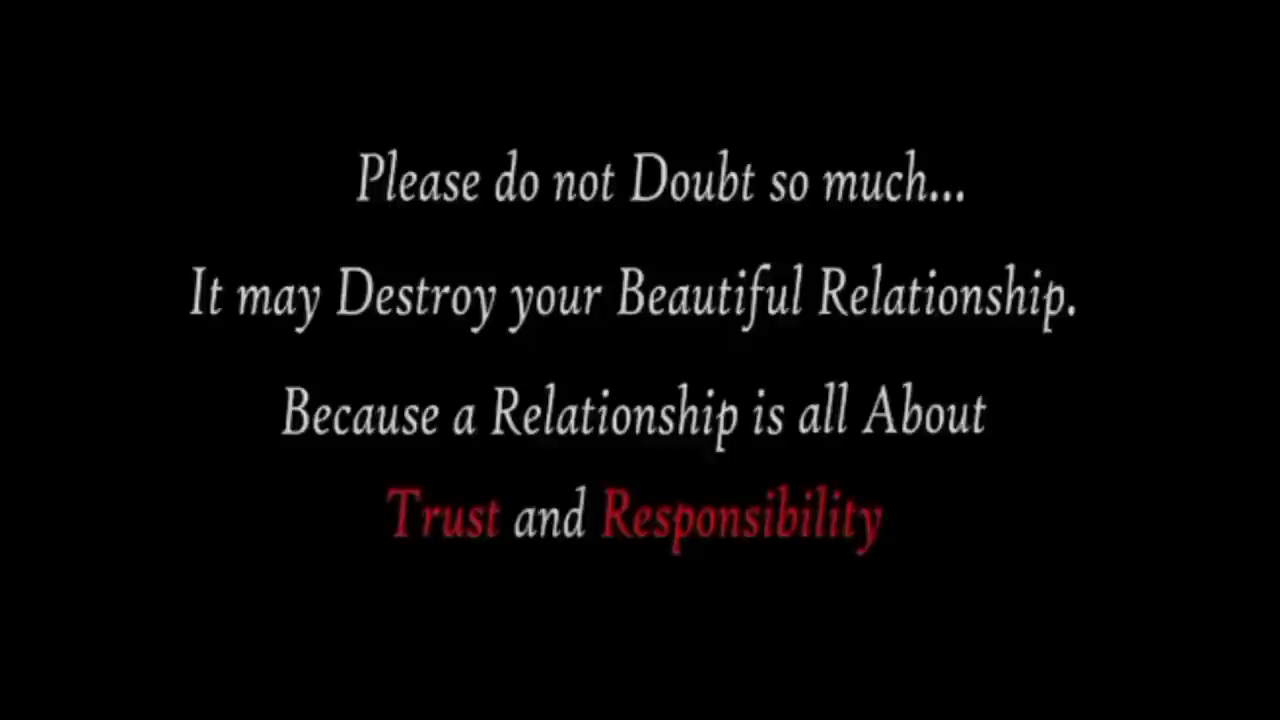 Please do not Doubt so much...
It may Destroy your Beautiful Relationship.
Because a Relationship is all About
Trust and Responsibility